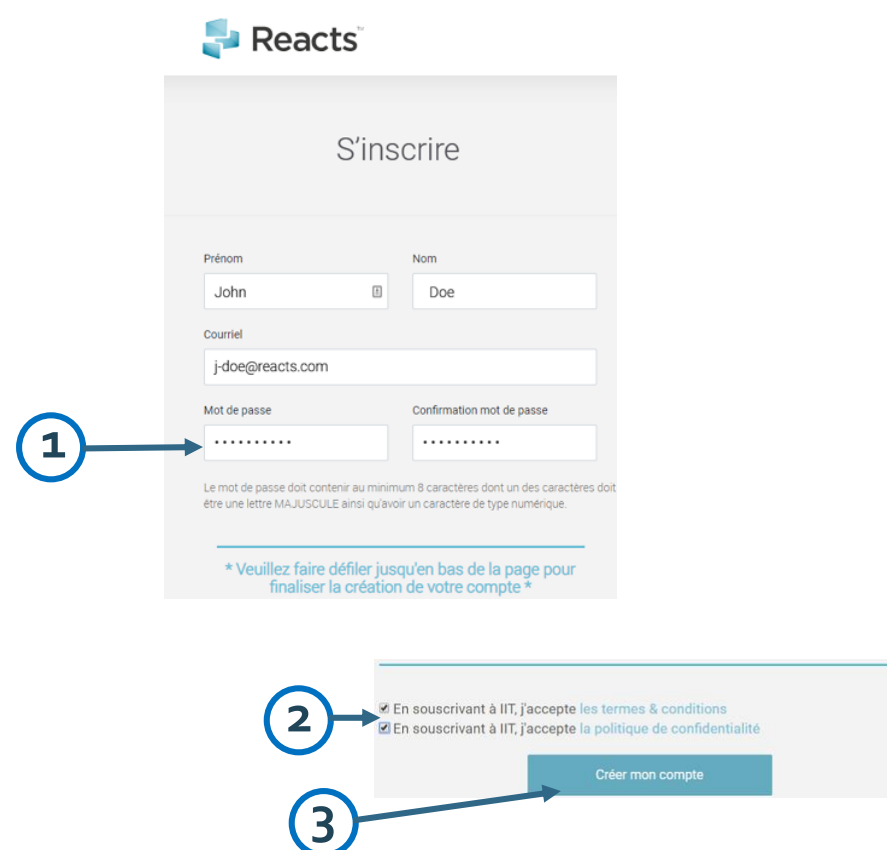 Reacts™
S'inscrire
Prénom
Nom
John
Doe
Courriel
j-doe@reacts.com
Mot de passe
Confirmation mot de passe
1
••••••••••
••••••••••
Le mot de passe doit contenir au minimum 8 caractères dont un des caractères doit
être une lettre MAJUSCULE ainsi qu'avoir un caractère de type numérique.
* Veuillez faire défiler jusqu'en bas de la page pour
finaliser la création de votre compte *
2
En souscrivant à IIT, j'accepte les termes & conditions
En souscrivant à IIT, j'accepte la politique de confidentialité
Créer mon compte
3